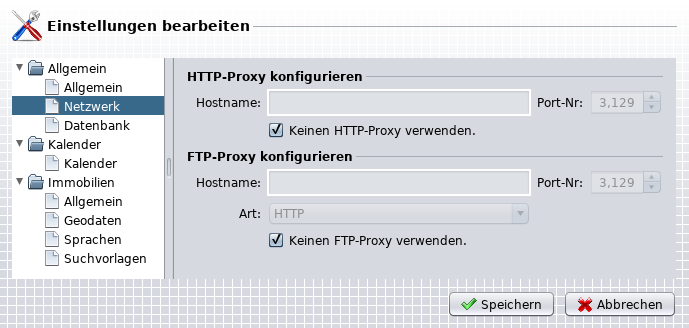 Einstellungen bearbeiten
Allgemein
Allgemein
Netzwerk
Datenbank
Kalender
Kalender
Immobilien
Allgemein
Geodaten
Sprachen
Suchvorlagen
HTTP-Proxy konfigurieren
Hostname: Port-Nr: 3,129
Keinen HTTP-Proxy verwenden.
FTP-Proxy konfigurieren
Hostname: Port-Nr: 3,129
Art: HTTP
Keinen FTP-Proxy verwenden.
Speichern Abbrechen